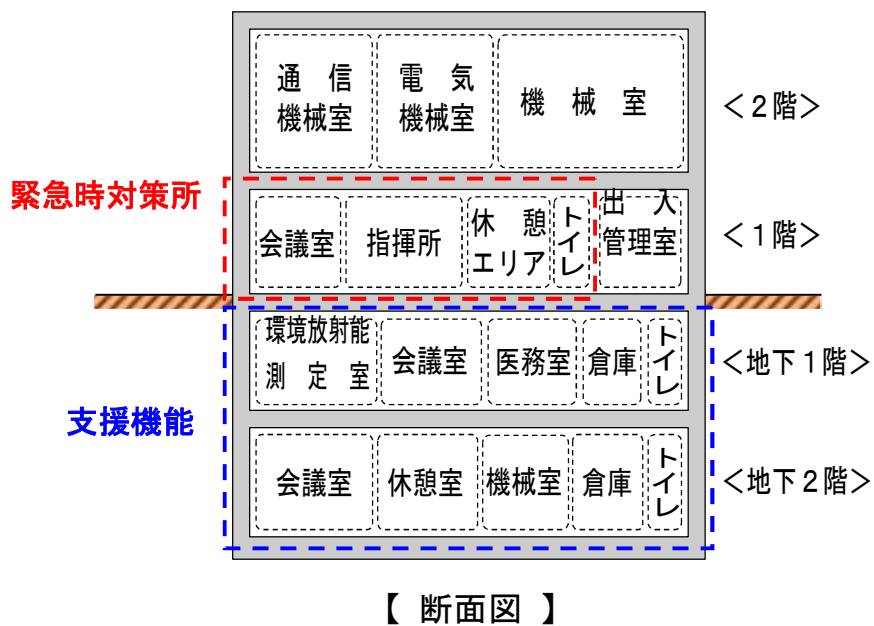 通　信
機械室
電　気
機械室
機　械　室
＜２階＞
緊急時対策所
会議室
指揮所
休　憩
エリア
トイレ
出　入
管理室
＜１階＞
環境放射能
測　定　室
会議室
医務室
倉庫
トイレ
＜地下１階＞
支援機能
会議室
休憩室
機械室
倉庫
トイレ
＜地下２階＞
【 断面図 】